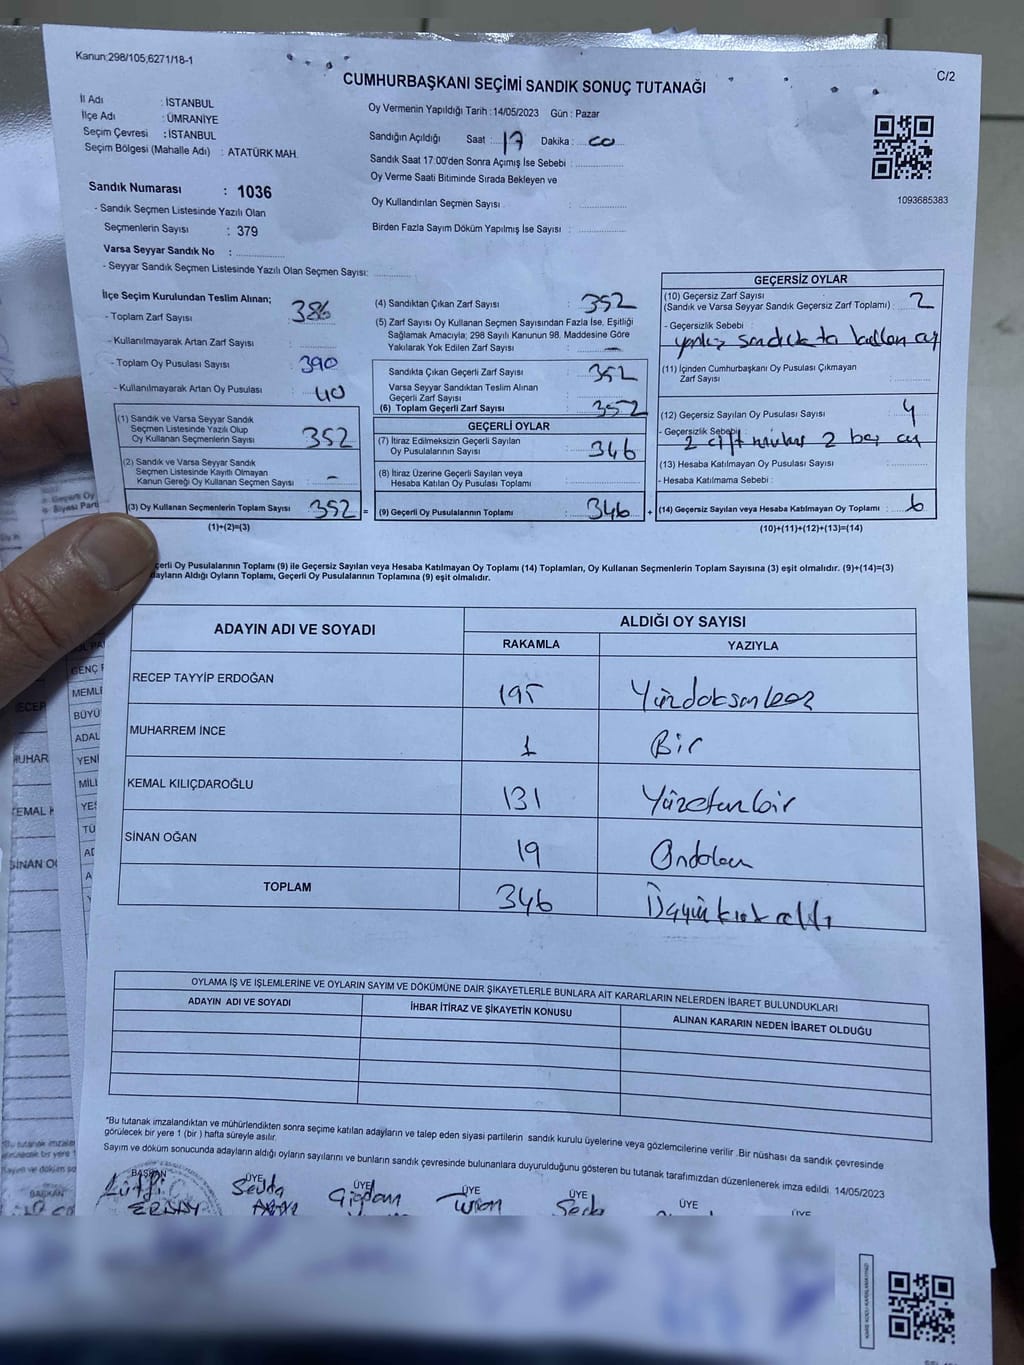 Kanun:298/105,6271/18-1
C/2
CUMHURBAŞKANI SEÇİMİ SANDIK SONUÇ TUTANAĞI
İl Adı : İSTANBUL
İlçe Adı : ÜMRANİYE
Seçim Çevresi : İSTANBUL
Seçim Bölgesi (Mahalle Adı) : ATATÜRK MAH.
Sandık Numarası : 1036
- Sandık Seçmen Listesinde Yazılı Olan
Seçmenlerin Sayısı : 379
Varsa Seyyar Sandık No :
- Seyyar Sandık Seçmen Listesinde Yazılı Olan Seçmen Sayısı:
Oy Vermenin Yapıldığı Tarih :14/05/2023 Gün : Pazar
Sandığın Açıldığı Saat : 17 Dakika : 00
Sandık Saat 17:00'den Sonra Açımış İse Sebebi :
Oy Verme Saati Bitiminde Sırada Bekleyen ve
Oy Kullandırılan Seçmen Sayısı :
Birden Fazla Sayım Döküm Yapılmış İse Sayısı :
1093685383
İlçe Seçim Kurulundan Teslim Alınan;
- Toplam Zarf Sayısı : 386
- Kullanılmayarak Artan Zarf Sayısı :
- Toplam Oy Pusulası Sayısı : 390
- Kullanılmayarak Artan Oy Pusulası : 40
(1) Sandık ve Varsa Seyyar Sandık
Seçmen Listesinde Yazılı Olup
Oy Kullanan Seçmenlerin Sayısı : 352
(2) Sandık ve Varsa Seyyar Sandık
Seçmen Listesinde Kayıtlı Olmayan
Kanun Gereği Oy Kullanan Seçmen Sayısı : -
(3) Oy Kullanan Seçmenlerin Toplam Sayısı : 352 =
(1)+(2)=(3)
(4) Sandıktan Çıkan Zarf Sayısı : 352
(5) Zarf Sayısı Oy Kullanan Seçmen Sayısından Fazla İse, Eşitliği
Sağlamak Amacıyla; 298 Sayılı Kanunun 98. Maddesine Göre
Yakılarak Yok Edilen Zarf Sayısı : -
Sandıkta Çıkan Geçerli Zarf Sayısı : 352
Varsa Seyyar Sandıktan Teslim Alınan
Geçerli Zarf Sayısı :
(6) Toplam Geçerli Zarf Sayısı : 352
GEÇERLİ OYLAR
(7) İtiraz Edilmeksizin Geçerli Sayılan
Oy Pusulasının Sayısı : 346
(8) İtiraz Üzerine Geçerli Sayılan veya
Hesaba Katılan Oy Pusulası Toplamı :
(9) Geçerli Oy Pusulalarının Toplamı : 346 +
GEÇERSİZ OYLAR
(10) Geçersiz Zarf Sayısı :
(Sandık ve Varsa Seyyar Sandık Geçersiz Zarf Toplamı) : 2
- Geçersizlik Sebebi :
sandıkta
(11) İçinden Cumhurbaşkanı Oy Pusulası Çıkmayan
Zarf Sayısı :
(12) Geçersiz Sayılan Oy Pusulası Sayısı : 4
- Geçersizlik Sebebi :
2 çift mühür 2 boş oy
(13) Hesaba Katılmayan Oy Pusulası Sayısı :
- Hesaba Katılmama Sebebi :
(14) Geçersiz Sayılan veya Hesaba Katılmayan Oy Toplamı : 6
(10)+(11)+(12)+(13)=(14)
çerli Oy Pusulalarının Toplamı (9) ile Geçersiz Sayılan veya Hesaba Katılmayan Oy Toplamı (14) Toplamları, Oy Kullanan Seçmenlerin Toplam Sayısına (3) eşit olmalıdır. (9)+(14)=(3)
dayların Aldığı Oyların Toplamı, Geçerli Oy Pusulalarının Toplamına (9) eşit olmalıdır.
ADAYIN ADI VE SOYADI
ALDIĞI OY SAYISI
RAKAMLA YAZIYLA
RECEP TAYYİP ERDOĞAN 195 Yüzdoksanbeş
MUHARREM İNCE 1 Bir
KEMAL KILIÇDAROĞLU 131 Yüzotuzbir
SİNAN OĞAN 19 Ondokuz
TOPLAM 346 Üçyüzkırkaltı
OYLAMA İŞ VE İŞLEMLERİNE VE OYLARIN SAYIM VE DÖKÜMÜNE DAİR ŞİKAYETLERLE BUNLARA AİT KARARLARIN NELERDEN İBARET BULUNDUKLARI
ADAYIN ADI VE SOYADI İHBAR İTİRAZ VE ŞİKAYETİN KONUSU ALINAN KARARIN NEDEN İBARET OLDUĞU
*Bu tutanak imzalandıktan ve mühürlendikten sonra seçime katılan adayların ve talep eden siyasi partilerin sandık kurulu üyelerine veya gözlemcilerine verilir .Bir nüshası da sandık çevresinde
görülecek bir yere 1 (bir ) hafta süreyle asılır.
Sayım ve döküm sonucunda adayların aldığı oyların sayılarını ve bunların sandık çevresinde bulunanlara duyurulduğunu gösteren bu tutanak tarafımızdan düzenlenerek imza edildi. 14/05/2023
BAŞKAN ÜYE ÜYE ÜYE ÜYE ÜYE ÜYE
Lütfi Sevda Çiğdem Seda